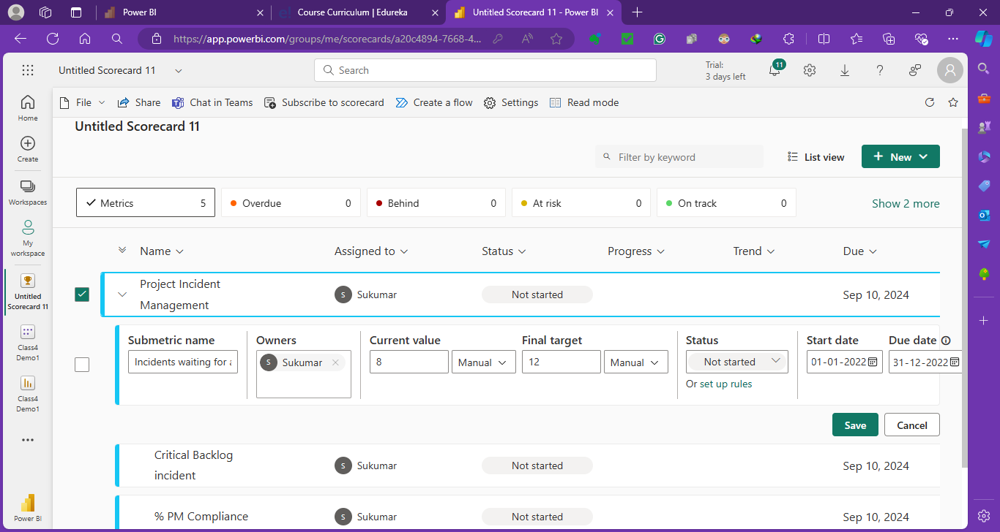 Power BI
Course Curriculum | Edureka
Untitled Scorecard 11 - Power BI
https://app.powerbi.com/groups/me/scorecards/a20c4894-7668-4...
Untitled Scorecard 11
Search
Trial:
3 days left
11
File
Share
Chat in Teams
Subscribe to scorecard
Create a flow
Settings
Read mode
Home
Create
Workspaces
My
workspace
Untitled
Scorecard 11
Class4
Demo1
Class4
Demo1
Power BI
Untitled Scorecard 11
Filter by keyword
List view
New
Metrics 5
Overdue 0
Behind 0
At risk 0
On track 0
Show 2 more
Name Assigned to Status Progress Trend Due
Project Incident
Management
S Sukumar Not started Sep 10, 2024
Submetric name Owners Current value Final target Status Start date Due date
Incidents waiting for a S Sukumar 8 Manual 12 Manual Not started 01-01-2022 31-12-2022
Or set up rules
Save Cancel
Critical Backlog
incident
S Sukumar Not started Sep 10, 2024
% PM Compliance S Sukumar Not started Sep 10, 2024